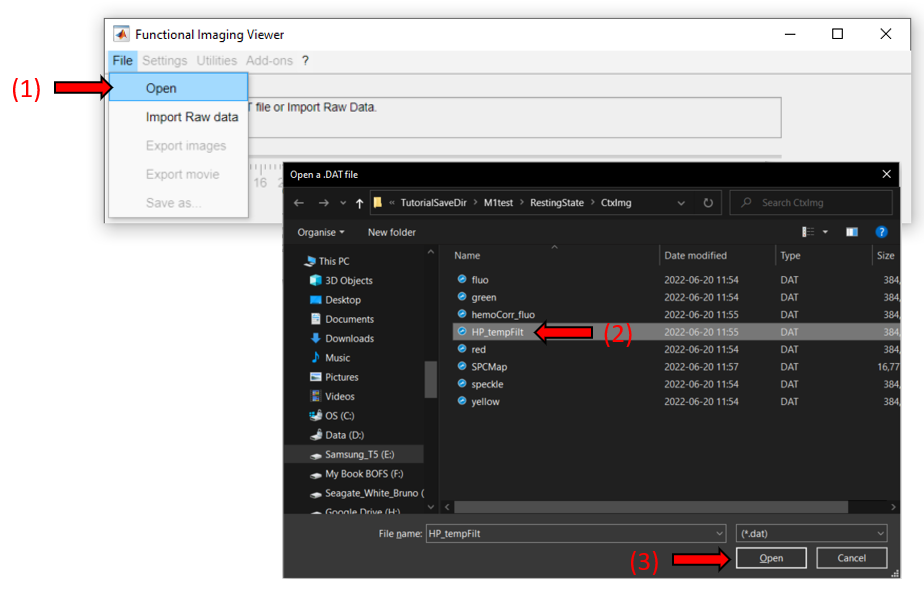 Functional Imaging Viewer
File Settings Utilities Add-ons ?
(1)
Open
Import Raw data
Export images
Export movie
Save as...
T file or Import Raw Data.
16 2
Open a .DAT file
« TutorialSaveDir > M1test > RestingState > CtxImg
Search CtxImg
Organise New folder
This PC
3D Objects
Desktop
Documents
Downloads
Music
Pictures
Videos
OS (C:)
Data (D:)
Samsung_T5 (E:)
My Book BOFS (F:)
Seagate_White_Bruno (
Google Drive (H:)
Name Date modified Type Size
fluo 2022-06-20 11:54 DAT 384,
green 2022-06-20 11:54 DAT 384,
hemoCorr_fluo 2022-06-20 11:55 DAT 384,
HP_tempFilt (2) 2022-06-20 11:55 DAT 384,
red 2022-06-20 11:54 DAT 384,
SPCMap 2022-06-20 11:57 DAT 16,77
speckle 2022-06-20 11:54 DAT 384,
yellow 2022-06-20 11:54 DAT 384,
File name: HP_tempFilt (*.dat)
(3)
Open Cancel